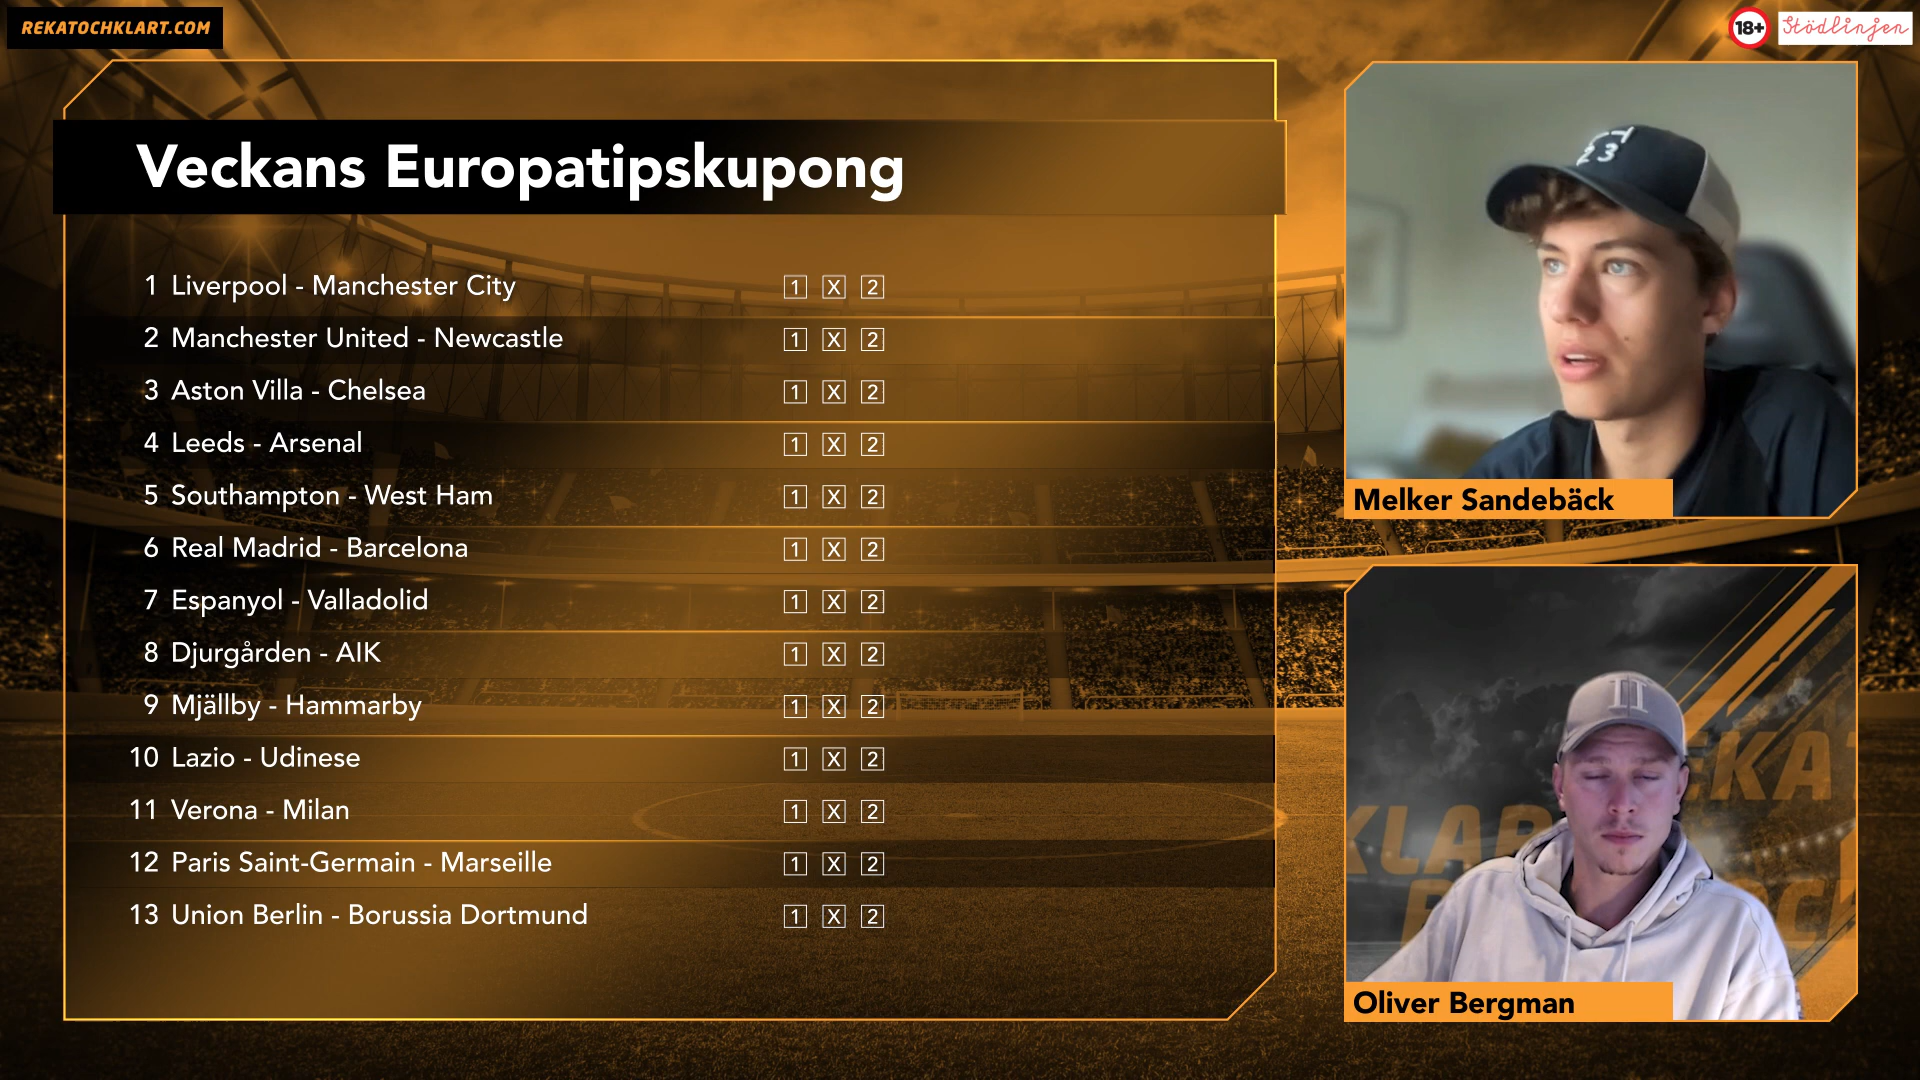 REKATOCHKLART.COM
18+
Stödlinjen
Veckans Europatipskupong
1 Liverpool - Manchester City 1 X 2
2 Manchester United - Newcastle 1 X 2
3 Aston Villa - Chelsea 1 X 2
4 Leeds - Arsenal 1 X 2
5 Southampton - West Ham 1 X 2
6 Real Madrid - Barcelona 1 X 2
7 Espanyol - Valladolid 1 X 2
8 Djurgården - AIK 1 X 2
9 Mjällby - Hammarby 1 X 2
10 Lazio - Udinese 1 X 2
11 Verona - Milan 1 X 2
12 Paris Saint-Germain - Marseille 1 X 2
13 Union Berlin - Borussia Dortmund 1 X 2
23
Melker Sandebäck
EKA
KLAR
Oliver Bergman